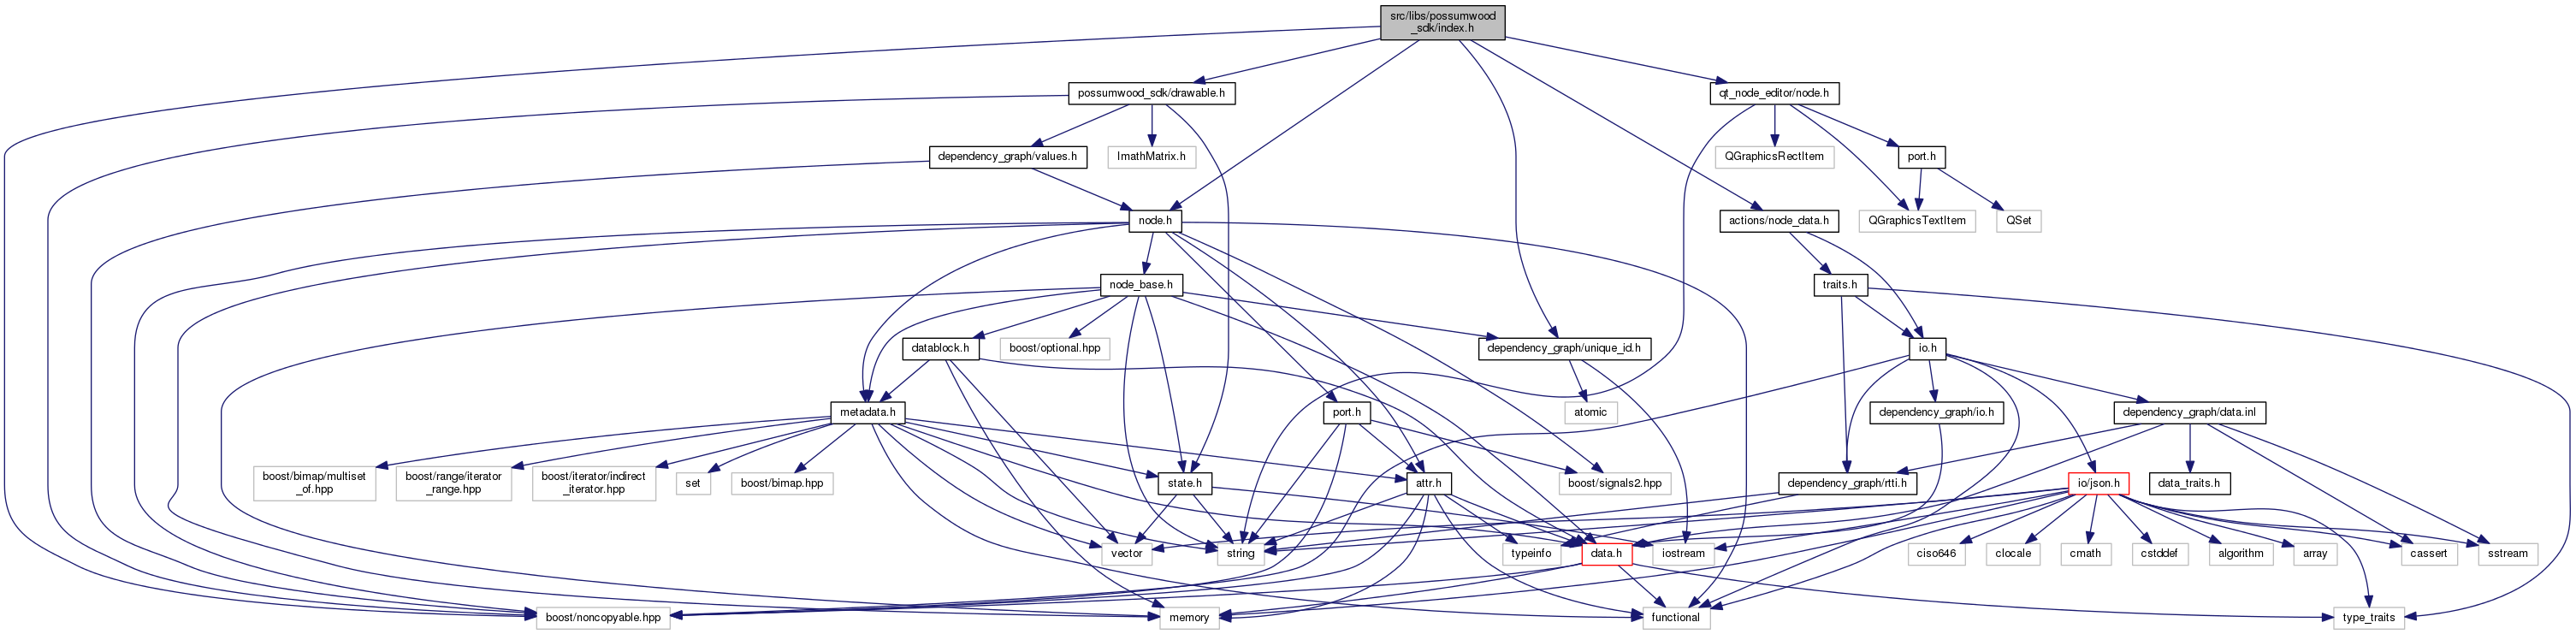 src/libs/possumwood
_sdk/index.h
possumwood_sdk/drawable.h
qt_node_editor/node.h
dependency_graph/values.h
ImathMatrix.h
QGraphicsRectItem
port.h
node.h
actions/node_data.h
QGraphicsTextItem
QSet
node_base.h
traits.h
datablock.h
boost/optional.hpp
dependency_graph/unique_id.h
io.h
metadata.h
port.h
atomic
dependency_graph/io.h
dependency_graph/data.inl
boost/bimap/multiset
_of.hpp
boost/range/iterator
_range.hpp
boost/iterator/indirect
_iterator.hpp
set
boost/bimap.hpp
state.h
attr.h
boost/signals2.hpp
dependency_graph/rtti.h
io/json.h
data_traits.h
vector
string
typeinfo
data.h
iostream
ciso646
clocale
cmath
cstddef
algorithm
array
cassert
sstream
boost/noncopyable.hpp
memory
functional
type_traits